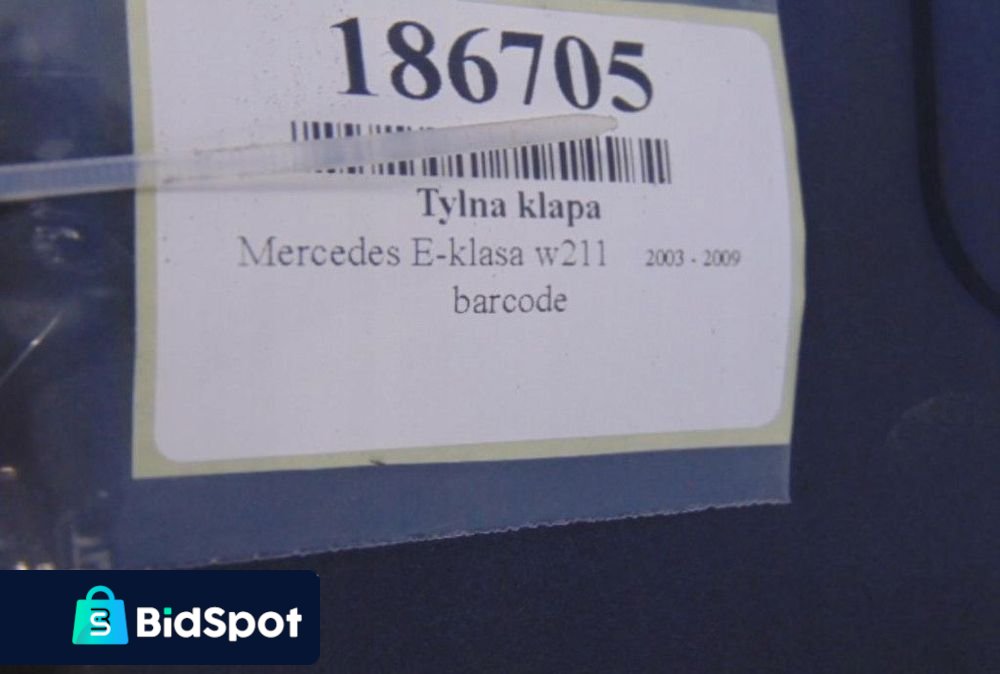 186705
Tylna klapa
Mercedes E-klasa w211 2003 - 2009
barcode
BidSpot